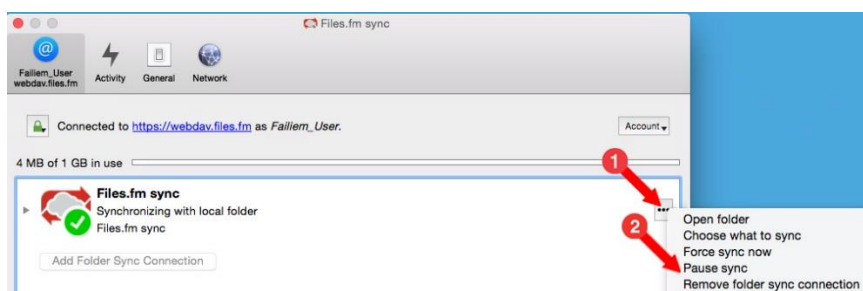 Files.fm sync
@
Failiem_User
webdav.files.fm
Activity
General
Network
Connected to https://webdav.files.fm as Failiem_User.
Account
4 MB of 1 GB in use
1
Files.fm sync
Synchronizing with local folder
Files.fm sync
...
2
Open folder
Choose what to sync
Force sync now
Pause sync
Remove folder sync connection
Add Folder Sync Connection